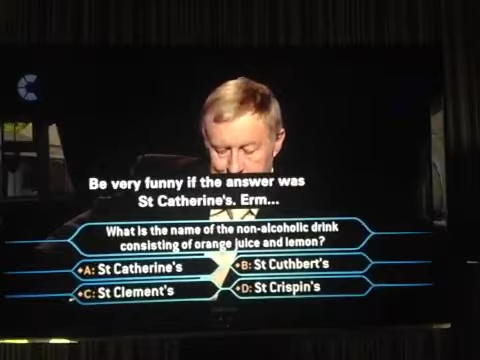 Be very funny if the answer was
St Catherine's. Erm...
What is the name of the non-alcoholic drink
consisting of orange juice and lemon?
A: St Catherine's
B: St Cuthbert's
C: St Clement's
D: St Crispin's